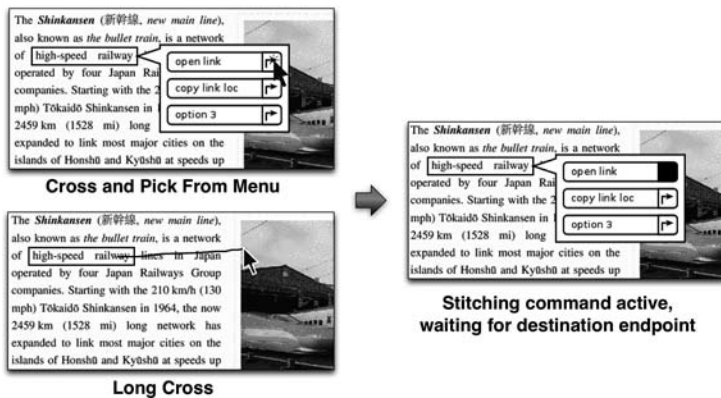 The Shinkansen (新幹線, new main line),
also known as the bullet train, is a network
of high-speed railway
operated by four Japan Rai
companies. Starting with the 2
mph) Tōkaidō Shinkansen in 1
2459 km (1528 mi) long
expanded to link most major cities on the
islands of Honshū and Kyūshū at speeds up
open link
copy link loc
option 3
Cross and Pick From Menu
The Shinkansen (新幹線, new main line),
also known as the bullet train, is a network
of high-speed railway lines in Japan
operated by four Japan Railways Group
companies. Starting with the 210 km/h (130
mph) Tōkaidō Shinkansen in 1964, the now
2459 km (1528 mi) long network has
expanded to link most major cities on the
islands of Honshū and Kyūshū at speeds up
Long Cross
The Shinkansen (新幹線, new main line),
also known as the bullet train, is a network
of high-speed railway
operated by four Japan Rai
companies. Starting with the 2
mph) Tōkaidō Shinkansen in 1
2459 km (1528 mi) long
expanded to link most major cities on the
islands of Honshū and Kyūshū at speeds up
open link
copy link loc
option 3
Stitching command active,
waiting for destination endpoint